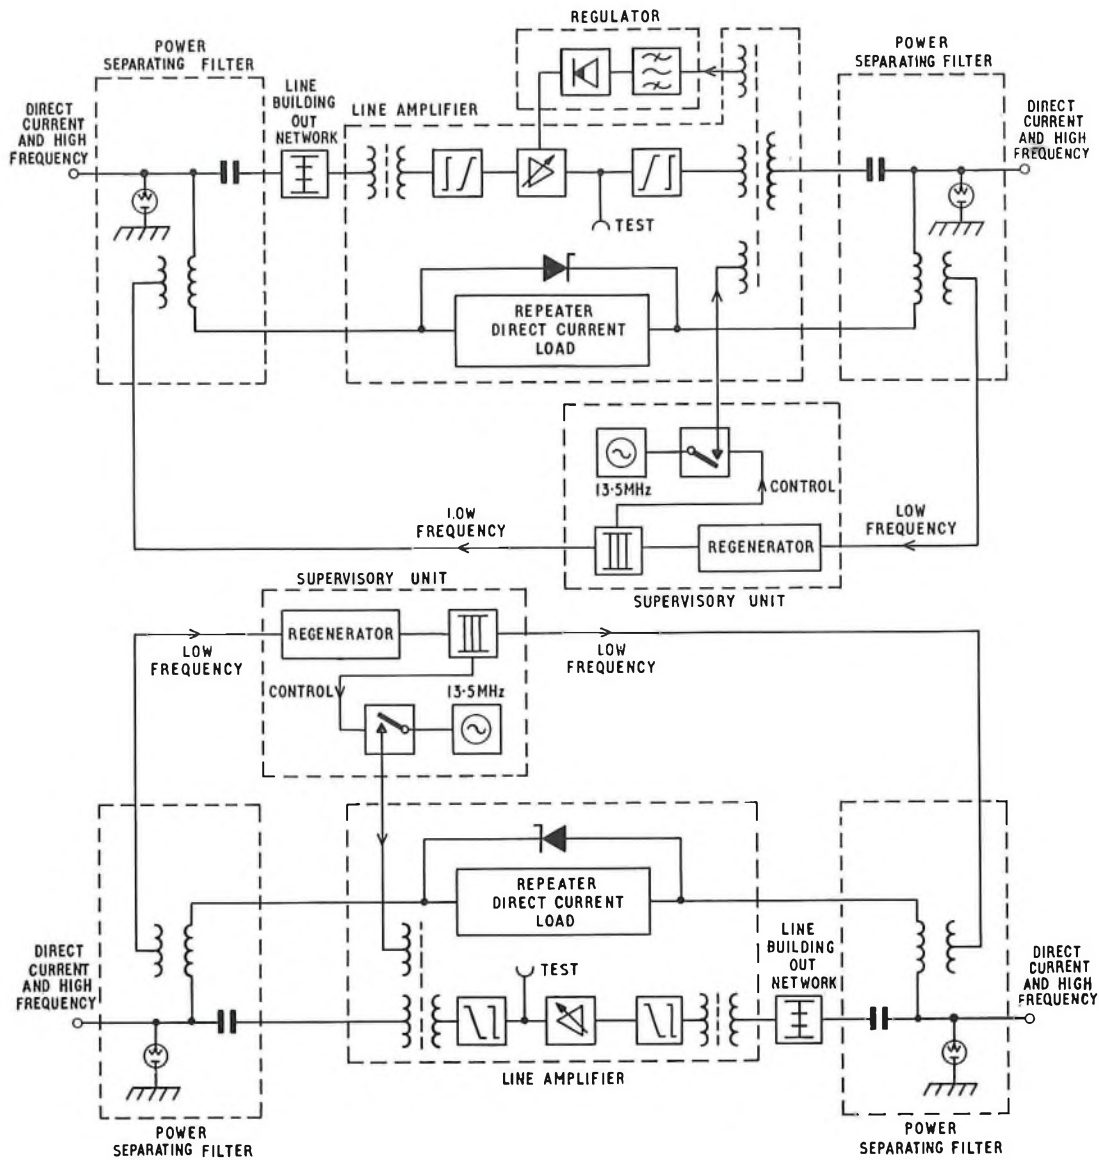 REGULATOR
POWER
SEPARATING FILTER
POWER
SEPARATING FILTER
LINE
BUILDING
OUT
NETWORK
LINE AMPLIFIER
DIRECT
CURRENT
AND HIGH
FREQUENCY
DIRECT
CURRENT
AND HIGH
FREQUENCY
TEST
REPEATER
DIRECT CURRENT
LOAD
13·5MHz
CONTROL
LOW
FREQUENCY
LOW
FREQUENCY
REGENERATOR
SUPERVISORY UNIT
SUPERVISORY UNIT
REGENERATOR
LOW
FREQUENCY
LOW
FREQUENCY
CONTROL
13·5MHz
REPEATER
DIRECT CURRENT
LOAD
LINE
BUILDING
OUT
NETWORK
DIRECT
CURRENT
AND HIGH
FREQUENCY
TEST
DIRECT
CURRENT
AND HIGH
FREQUENCY
LINE AMPLIFIER
POWER
SEPARATING FILTER
POWER
SEPARATING FILTER